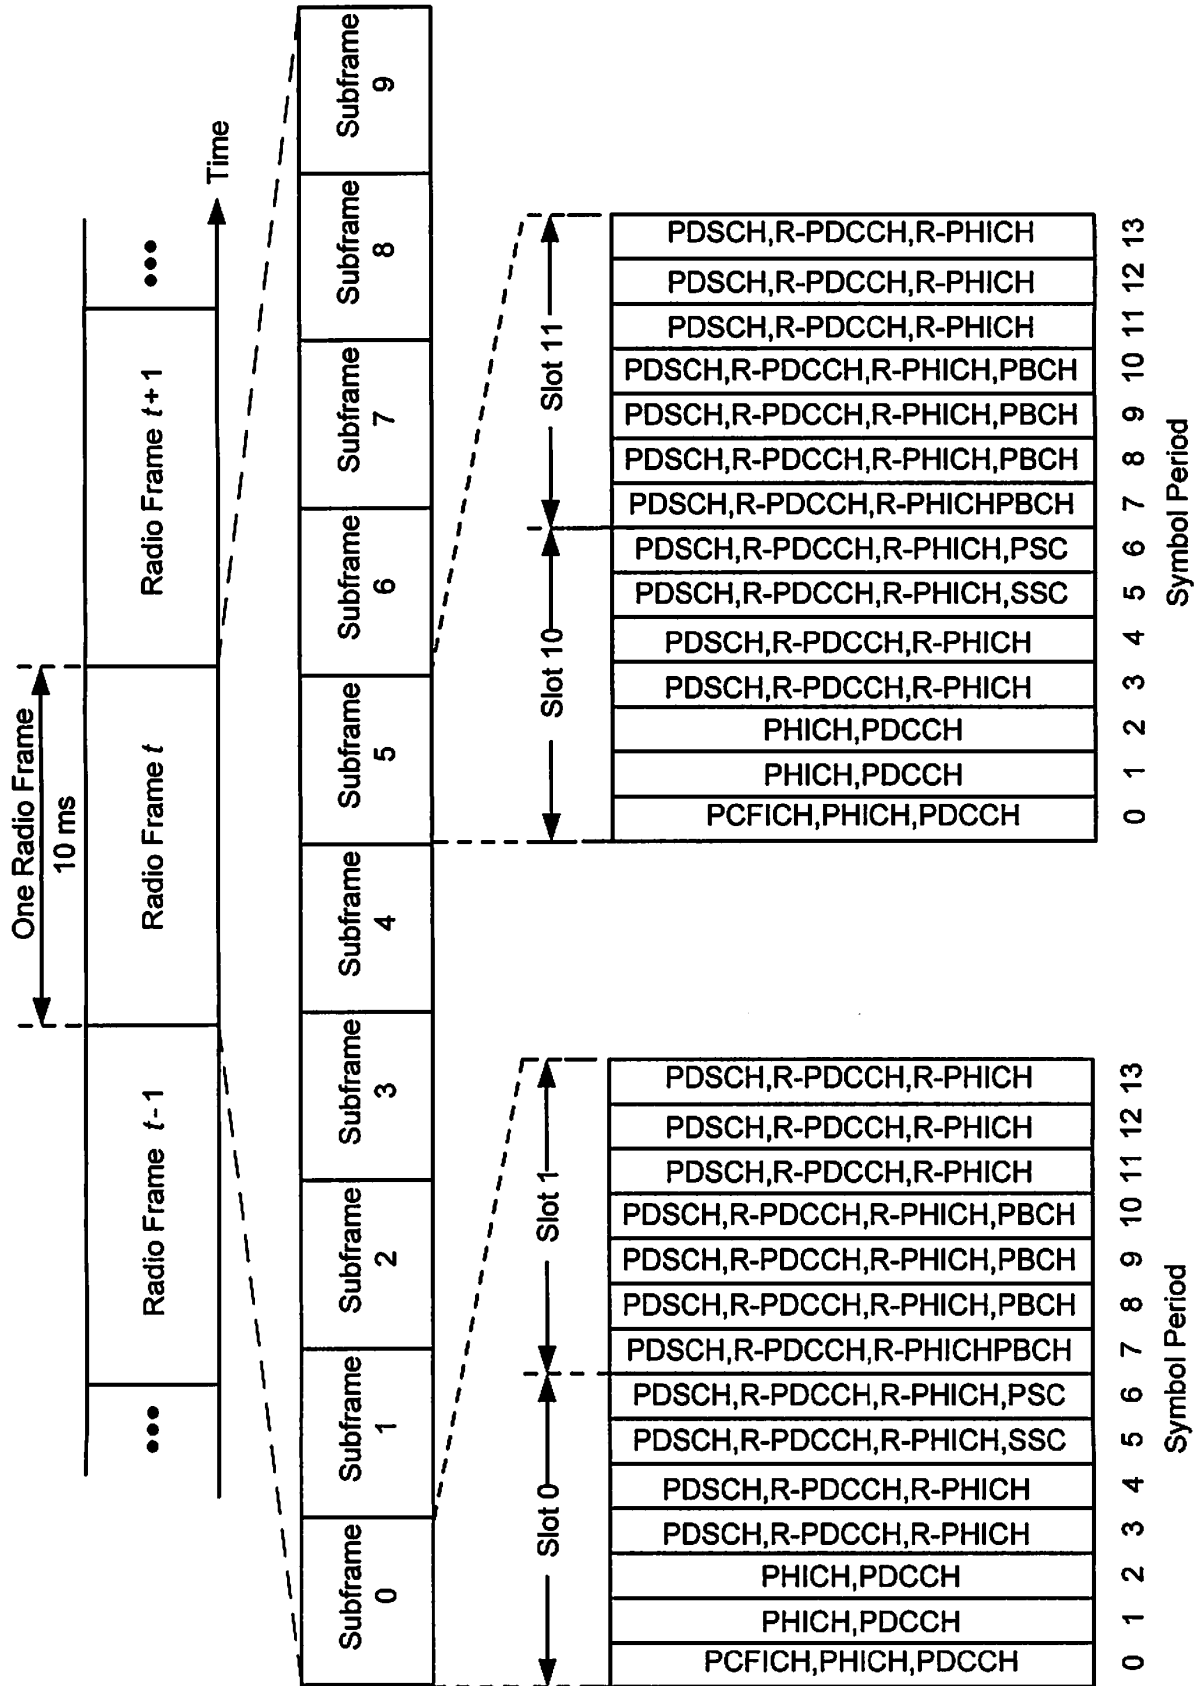 One Radio Frame
10 ms
•••
Radio Frame t-1
Radio Frame t
Radio Frame t+1
•••
Time
Subframe
0
Subframe
1
Subframe
2
Subframe
3
Subframe
4
Subframe
5
Subframe
6
Subframe
7
Subframe
8
Subframe
9
Slot 0
Slot 1
PCFICH,PHICH,PDCCH
PHICH,PDCCH
PHICH,PDCCH
PDSCH,R-PDCCH,R-PHICH
PDSCH,R-PDCCH,R-PHICH
PDSCH,R-PDCCH,R-PHICH,SSC
PDSCH,R-PDCCH,R-PHICH,PSC
PDSCH,R-PDCCH,R-PHICHPBCH
PDSCH,R-PDCCH,R-PHICH,PBCH
PDSCH,R-PDCCH,R-PHICH,PBCH
PDSCH,R-PDCCH,R-PHICH,PBCH
PDSCH,R-PDCCH,R-PHICH
PDSCH,R-PDCCH,R-PHICH
PDSCH,R-PDCCH,R-PHICH
0 1 2 3 4 5 6 7 8 9 10 11 12 13
Symbol Period
Slot 10
Slot 11
PCFICH,PHICH,PDCCH
PHICH,PDCCH
PHICH,PDCCH
PDSCH,R-PDCCH,R-PHICH
PDSCH,R-PDCCH,R-PHICH
PDSCH,R-PDCCH,R-PHICH,SSC
PDSCH,R-PDCCH,R-PHICH,PSC
PDSCH,R-PDCCH,R-PHICHPBCH
PDSCH,R-PDCCH,R-PHICH,PBCH
PDSCH,R-PDCCH,R-PHICH,PBCH
PDSCH,R-PDCCH,R-PHICH,PBCH
PDSCH,R-PDCCH,R-PHICH
PDSCH,R-PDCCH,R-PHICH
PDSCH,R-PDCCH,R-PHICH
0 1 2 3 4 5 6 7 8 9 10 11 12 13
Symbol Period